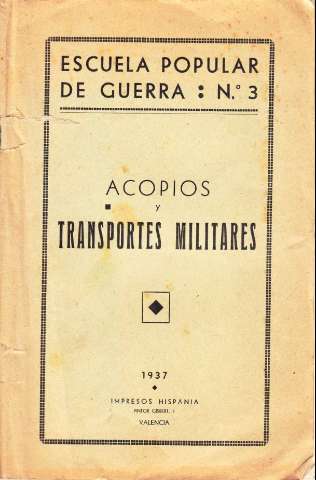 ESCUELA POPULAR
DE GUERRA : N.º 3
ACOPIOS
y
TRANSPORTES MILITARES
1937
IMPRESOS HISPANIA
VALENCIA